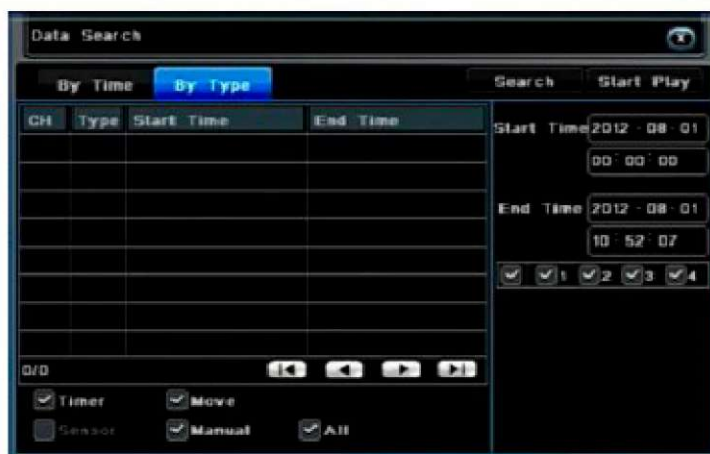 Data Search
By Time By Type Search Start Play
CH Type Start Time End Time
Start Time 2012 - 08 - 01
00 : 00 : 00
End Time 2012 - 08 - 01
10 : 52 : 07
1 2 3 4
0/0
Timer Move
Sensor Manual All